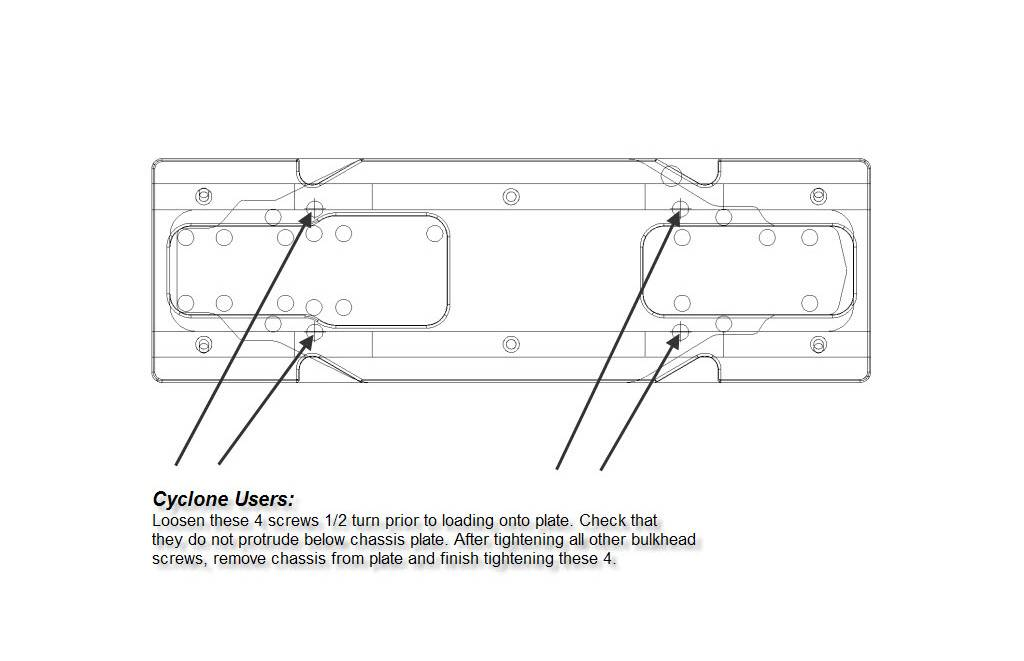 Cyclone Users:
Loosen these 4 screws 1/2 turn prior to loading onto plate. Check that
they do not protrude below chassis plate. After tightening all other bulkhead
screws, remove chassis from plate and finish tightening these 4.